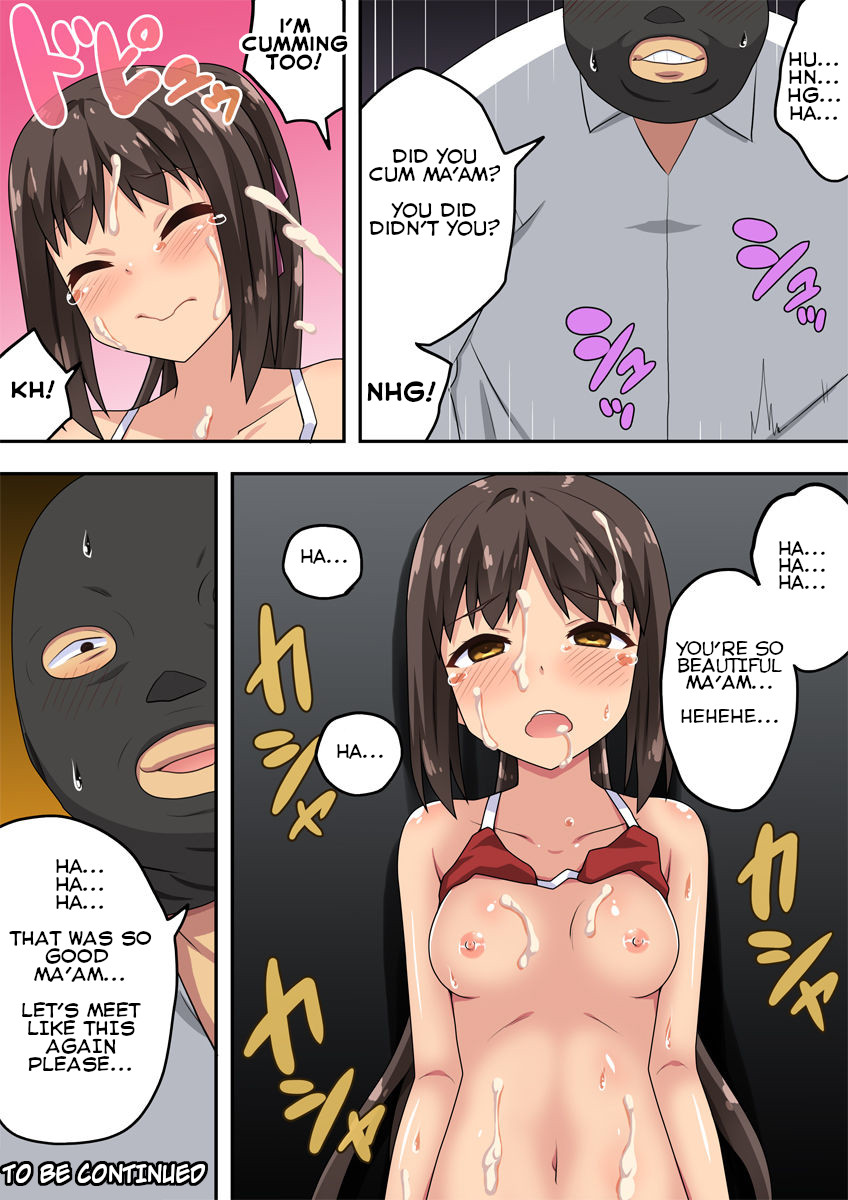 HU...
HN...
HG...
HA...
DID YOU
CUM MA'AM?
YOU DID
DIDN'T YOU?
NHG!
シュッ
シュッ
I'M
CUMMING
TOO!
ドピュッ
KH!
HA...
HA...
HA...
YOU'RE SO
BEAUTIFUL
MA'AM...
HEHEHE...
HA...
HA...
カシャ
カシャ
カシャ
HA...
HA...
HA...
THAT WAS SO
GOOD
MA'AM...
LET'S MEET
LIKE THIS
AGAIN
PLEASE...
TO BE CONTINUED